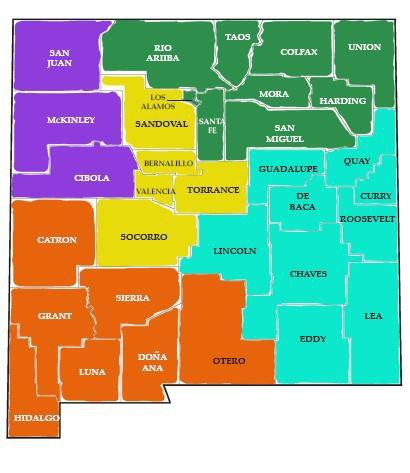 SAN
JUAN
RIO
ARIIBA
TAOS
COLFAX
UNION
LOS
ALAMOS
MORA
HARDING
McKINLEY
SANDOVAL
SANTA
FE
SAN
MIGUEL
BERNALILLO
GUADALUPE
QUAY
CIBOLA
VALENCIA
TORRANCE
DE
BACA
CURRY
ROOSEVELT
CATRON
SOCORRO
LINCOLN
CHAVES
SIERRA
GRANT
LEA
EDDY
DOÑA
ANA
LUNA
OTERO
HIDALGO